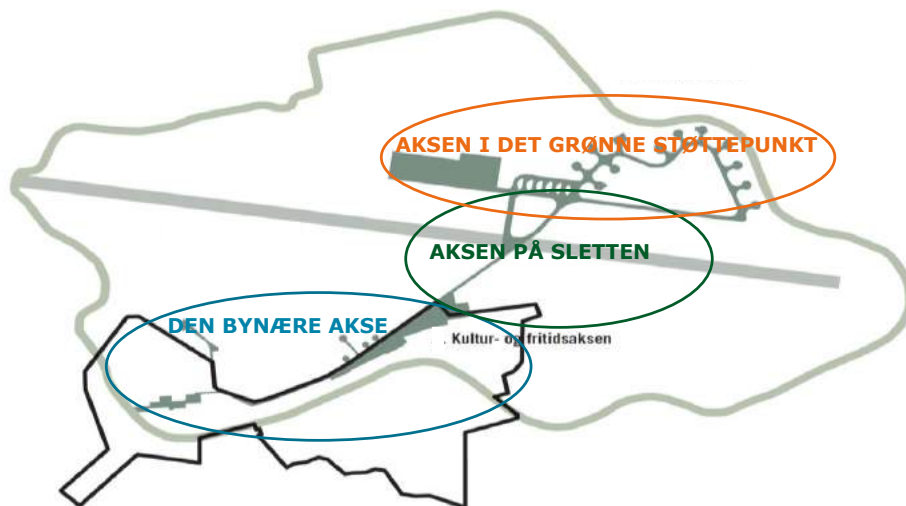 AKSEN I DET GRØNNE STØTTEPUNKT
AKSEN PÅ SLETTEN
DEN BYNÆRE AKSE
. Kultur- og fritidsaksen